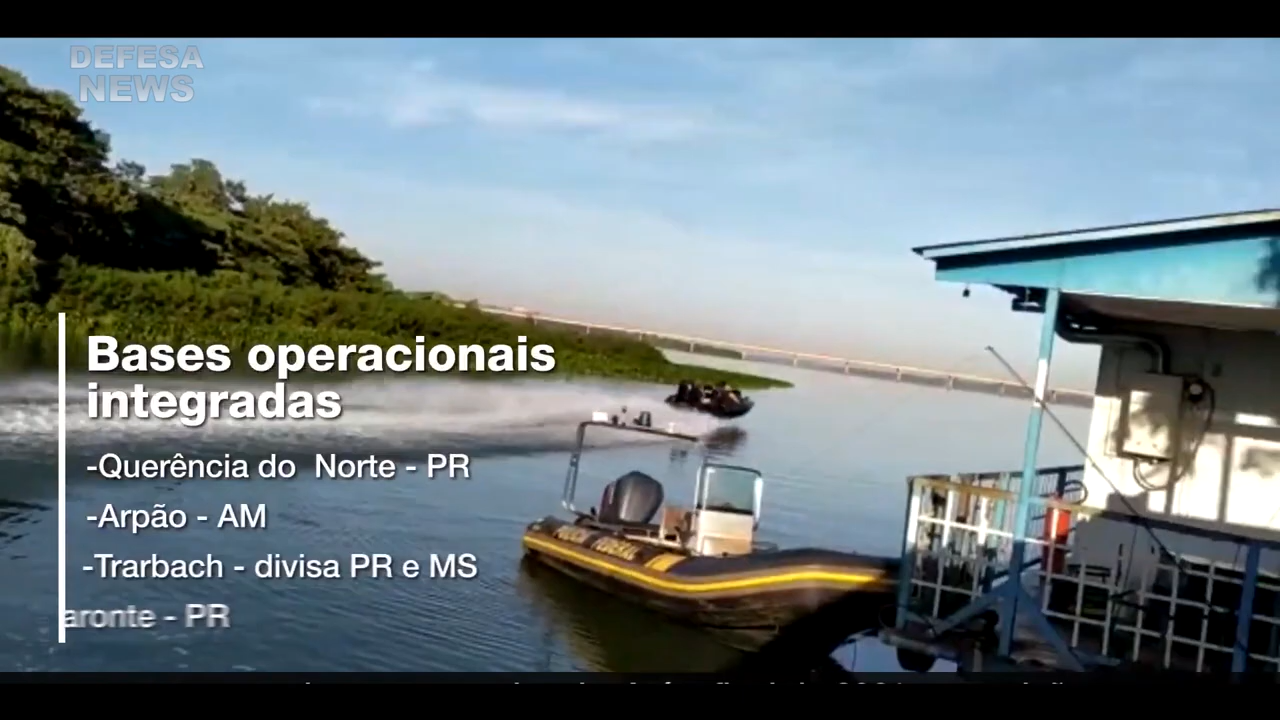 DEFESA
NEWS
Bases operacionais
integradas
-Querência do Norte - PR
-Arpão - AM
-Trarbach - divisa PR e MS
aronte - PR